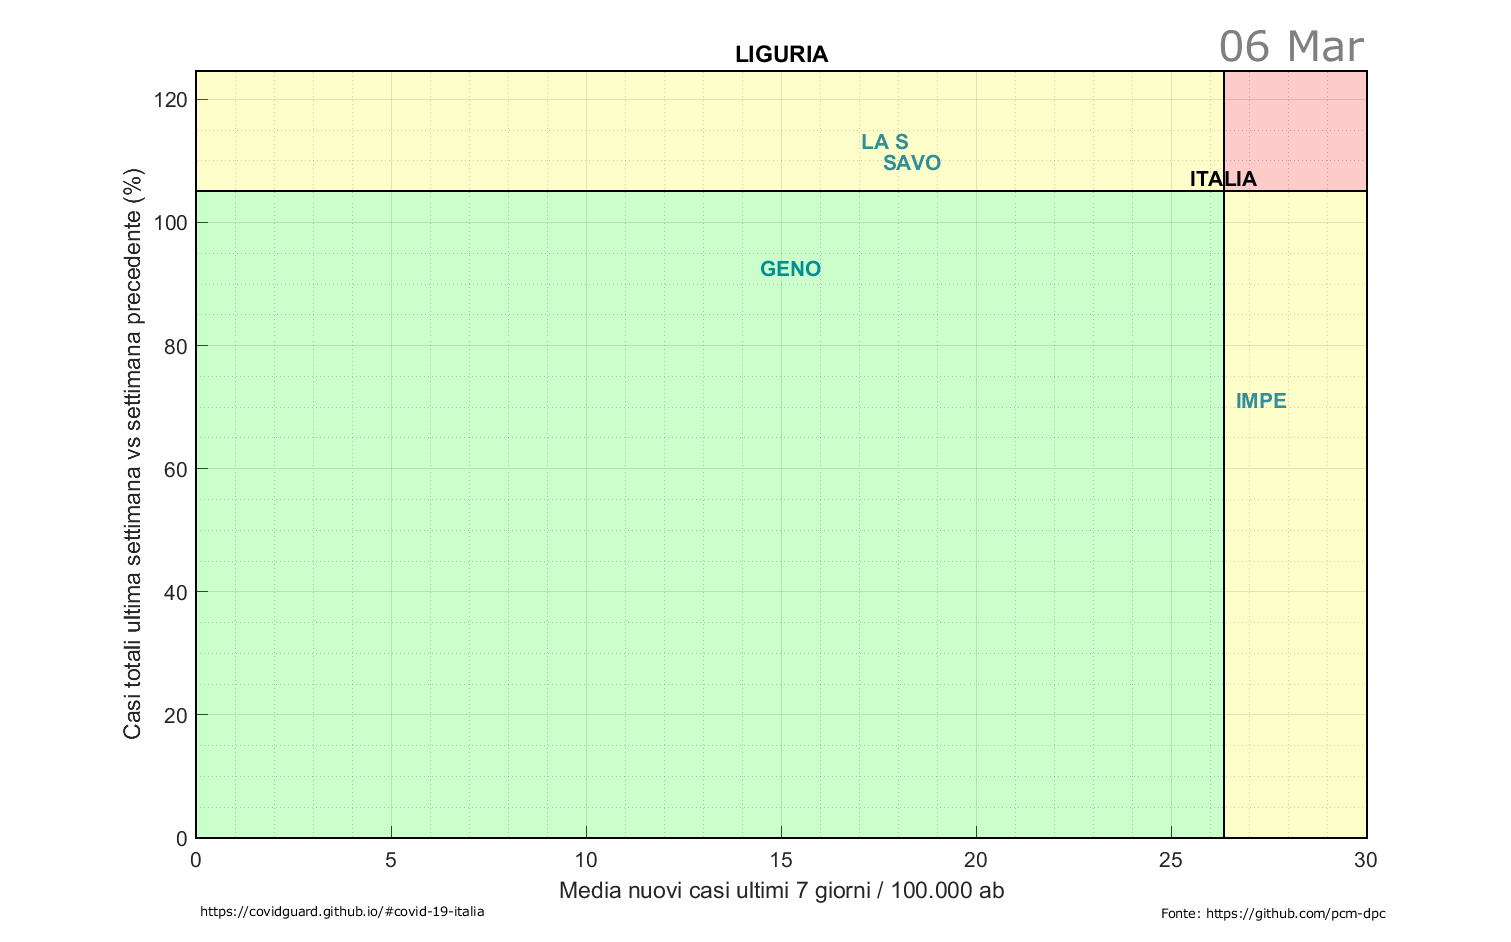 LIGURIA
06 Mar
Casi totali ultima settimana vs settimana precedente (%)
120
100
80
60
40
20
0
LA S
SAVO
ITALIA
GENO
IMPE
0 5 10 15 20 25 30
Media nuovi casi ultimi 7 giorni / 100.000 ab
https://covidguard.github.io/#covid-19-italia
Fonte: https://github.com/pcm-dpc